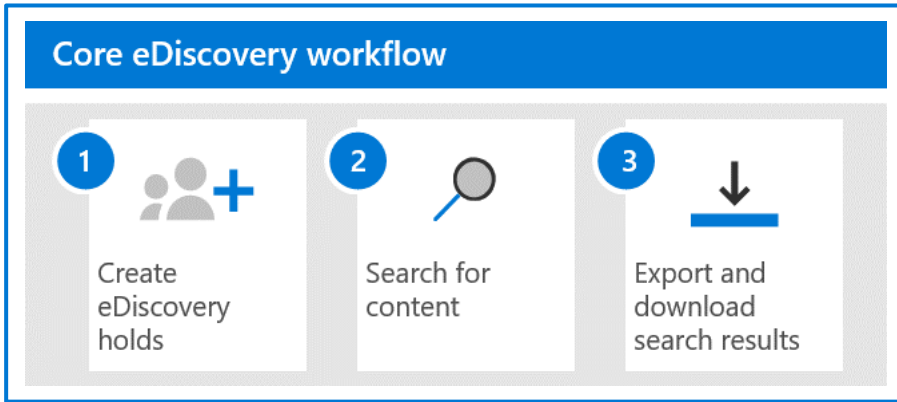 Core eDiscovery workflow
1
Create
eDiscovery
holds
2
Search for
content
3
Export and
download
search results